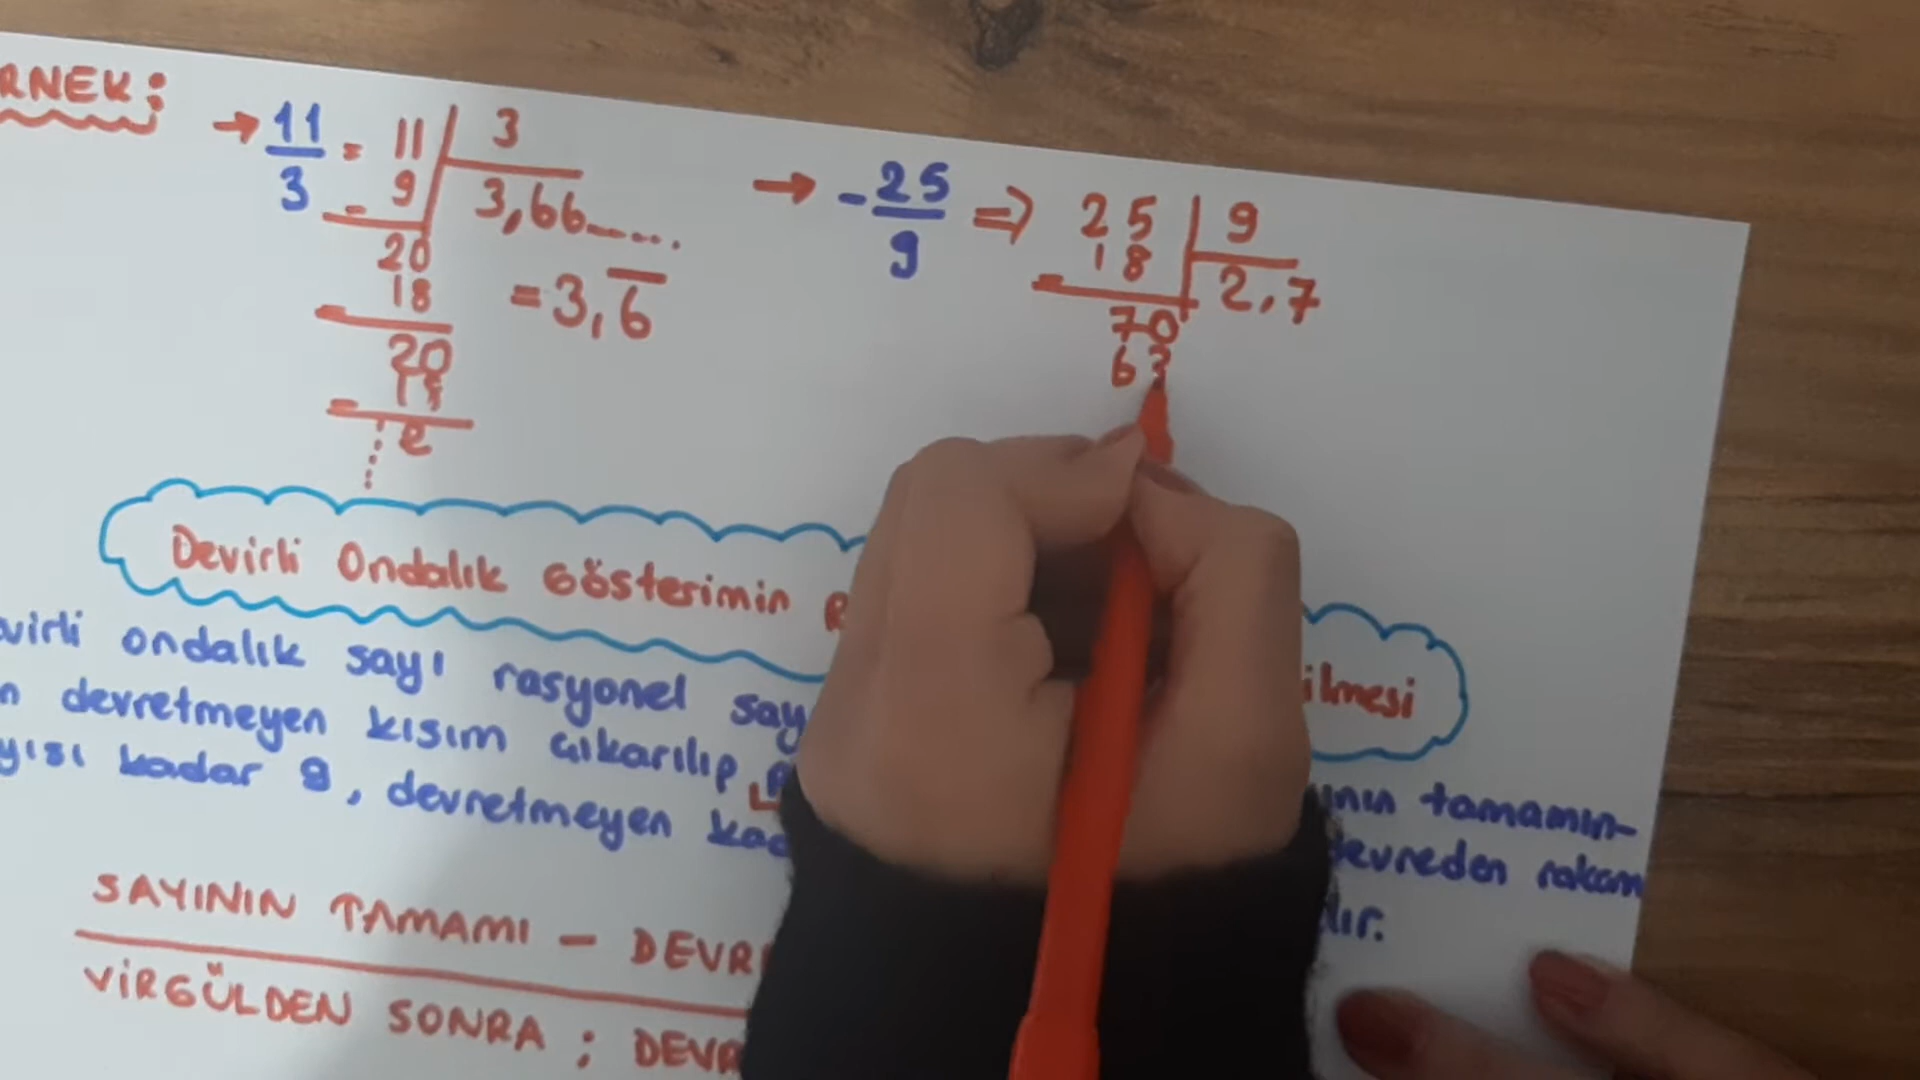 RNEK:
→ 11/3 = 11 | 3
- 9 3,66.....
20
- 18 = 3,6̅
20
- 18
2
→ - 25/9 ⇒ 25 | 9
- 18 2,7
70
63
Devirli Ondalık Gösterimin ilmesi
virli ondalık sayı rasyonel say ının tamamın-
n devretmeyen kısım çıkarılıp devreden rakam
yısı kadar 9, devretmeyen kad dır.
SAYININ TAMAMI - DEVR
VİRGÜLDEN SONRA ; DEVR